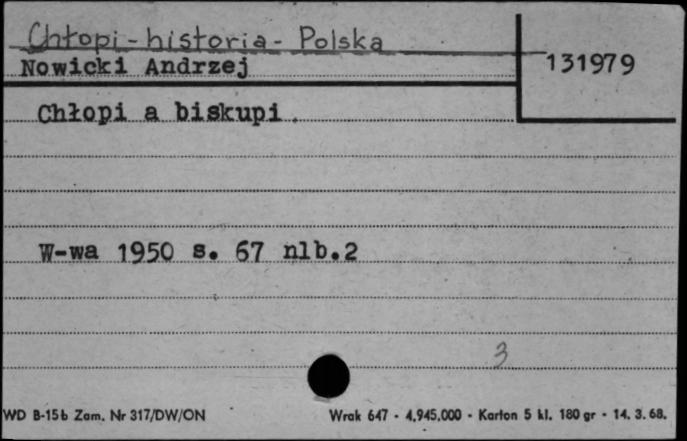 Chłopi - historia - Polska
Nowicki Andrzej
131979
Chłopi a biskupi.
W-wa 1950 s. 67 nlb.2
3
WD B-15b Zam. Nr 317/DW/ON
Wrak 647 - 4,945,000 - Karton 5 kl. 180 gr - 14. 3. 68.